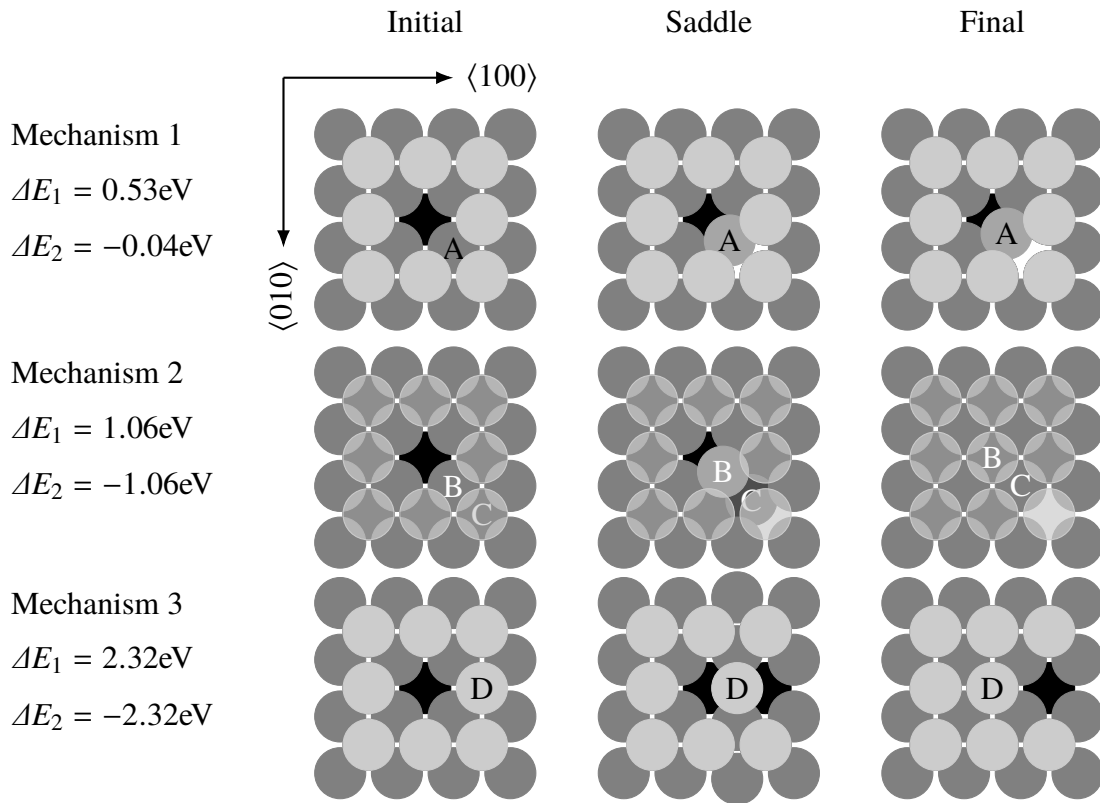 Initial Saddle Final
⟨100⟩
⟨010⟩
Mechanism 1
ΔE₁ = 0.53eV
ΔE₂ = −0.04eV
A A A
Mechanism 2
ΔE₁ = 1.06eV
ΔE₂ = −1.06eV
B B B
C C C
Mechanism 3
ΔE₁ = 2.32eV
ΔE₂ = −2.32eV
D D D